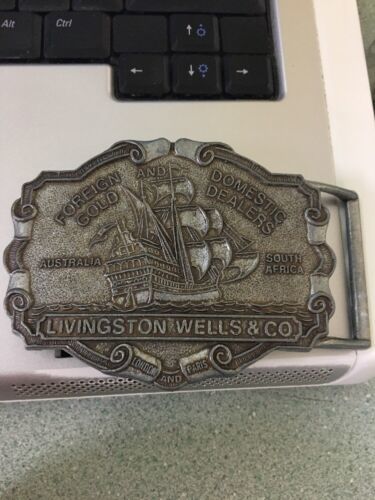 Alt
Ctrl
FOREIGN AND DOMESTIC
GOLD DEALERS
AUSTRALIA
SOUTH AFRICA
LIVINGSTON WELLS & CO.
LONDON AND PARIS